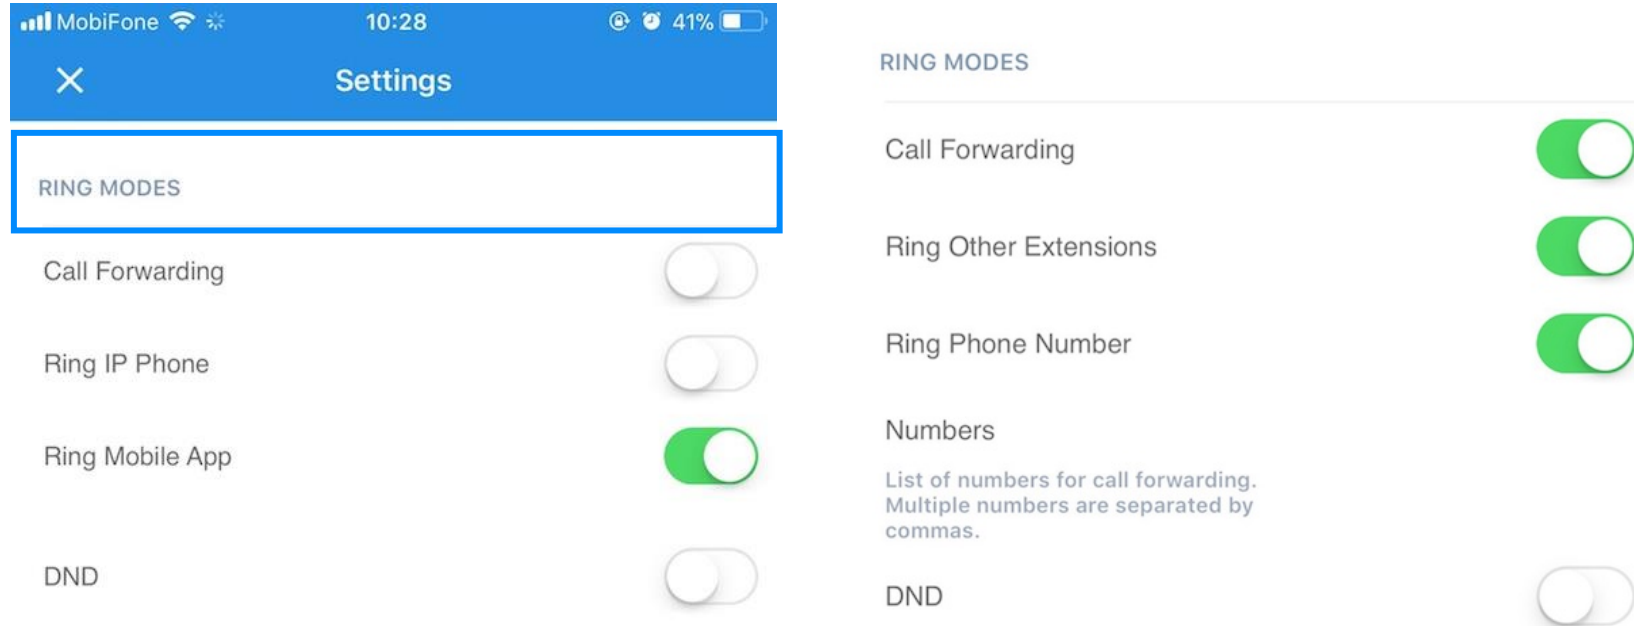 MobiFone 10:28 41%
Settings
RING MODES
Call Forwarding
Ring IP Phone
Ring Mobile App
DND
RING MODES
Call Forwarding
Ring Other Extensions
Ring Phone Number
Numbers
List of numbers for call forwarding.
Multiple numbers are separated by
commas.
DND